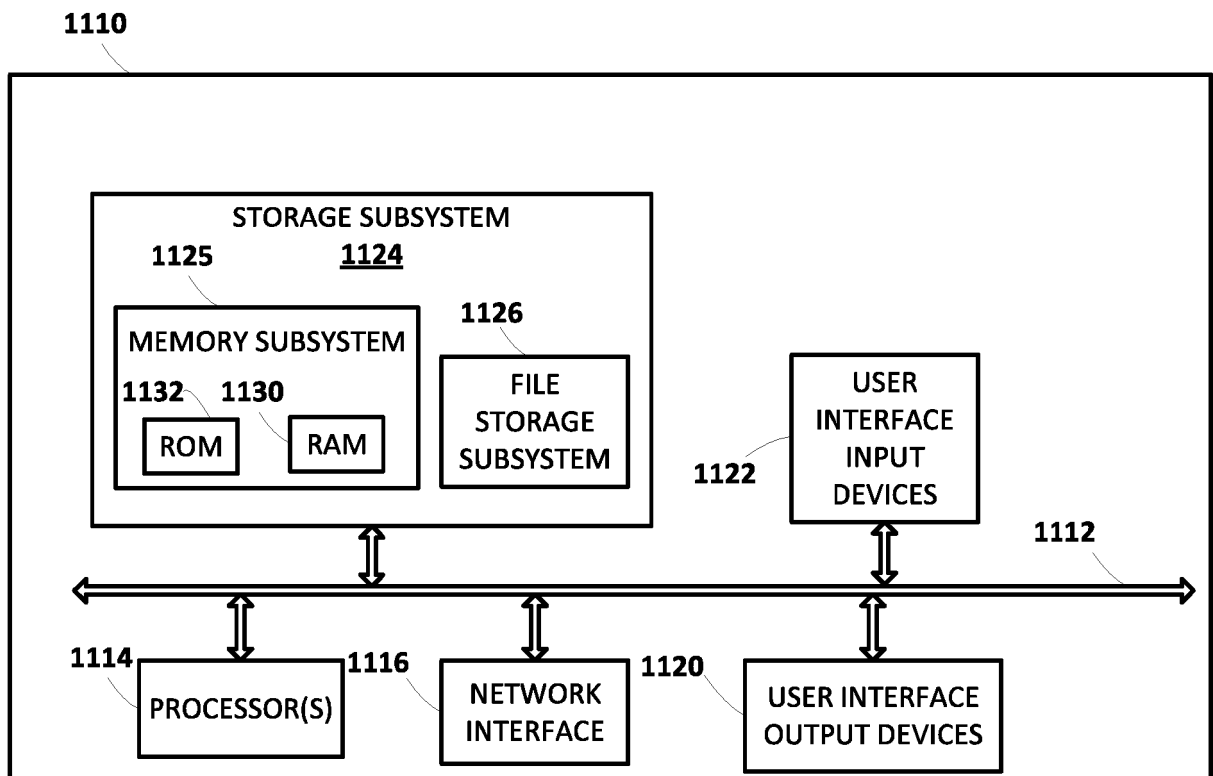 1110
STORAGE SUBSYSTEM
1124
1125
MEMORY SUBSYSTEM
1132
1130
ROM
RAM
1126
FILE
STORAGE
SUBSYSTEM
USER
INTERFACE
INPUT
DEVICES
1122
1112
1114
PROCESSOR(S)
1116
NETWORK
INTERFACE
1120
USER INTERFACE
OUTPUT DEVICES